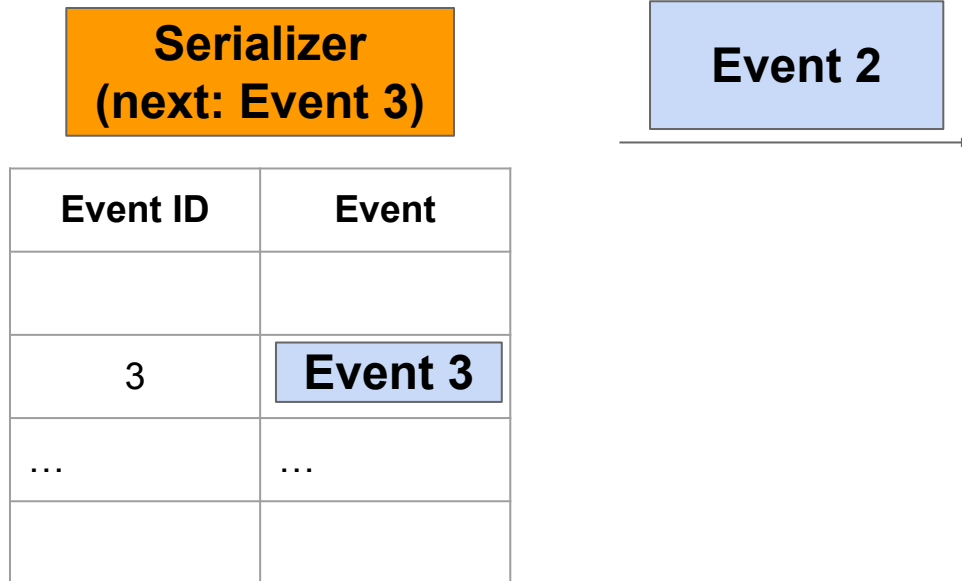 Serializer
(next: Event 3)
Event 2
Event ID
Event
3
Event 3
…
…